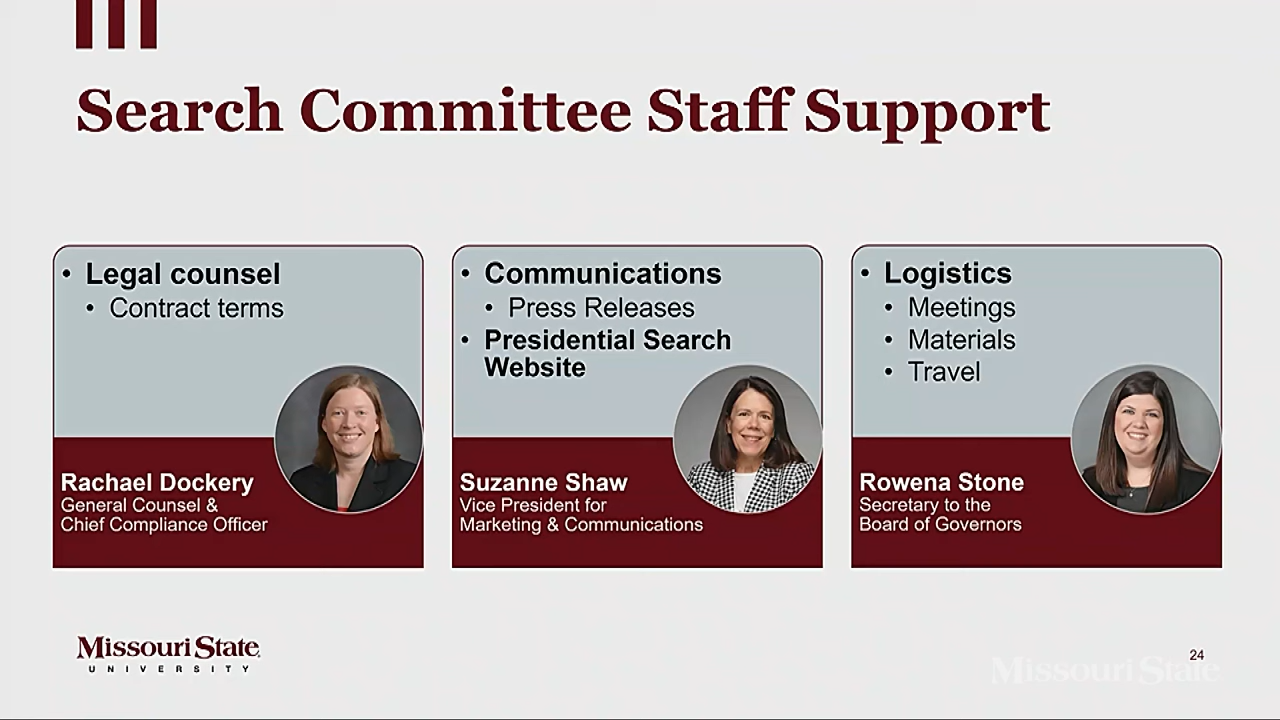 Search Committee Staff Support
• Legal counsel
• Contract terms
Rachael Dockery
General Counsel &
Chief Compliance Officer
• Communications
• Press Releases
• Presidential Search
Website
Suzanne Shaw
Vice President for
Marketing & Communications
• Logistics
• Meetings
• Materials
• Travel
Rowena Stone
Secretary to the
Board of Governors
Missouri State
UNIVERSITY
24
Missouri State